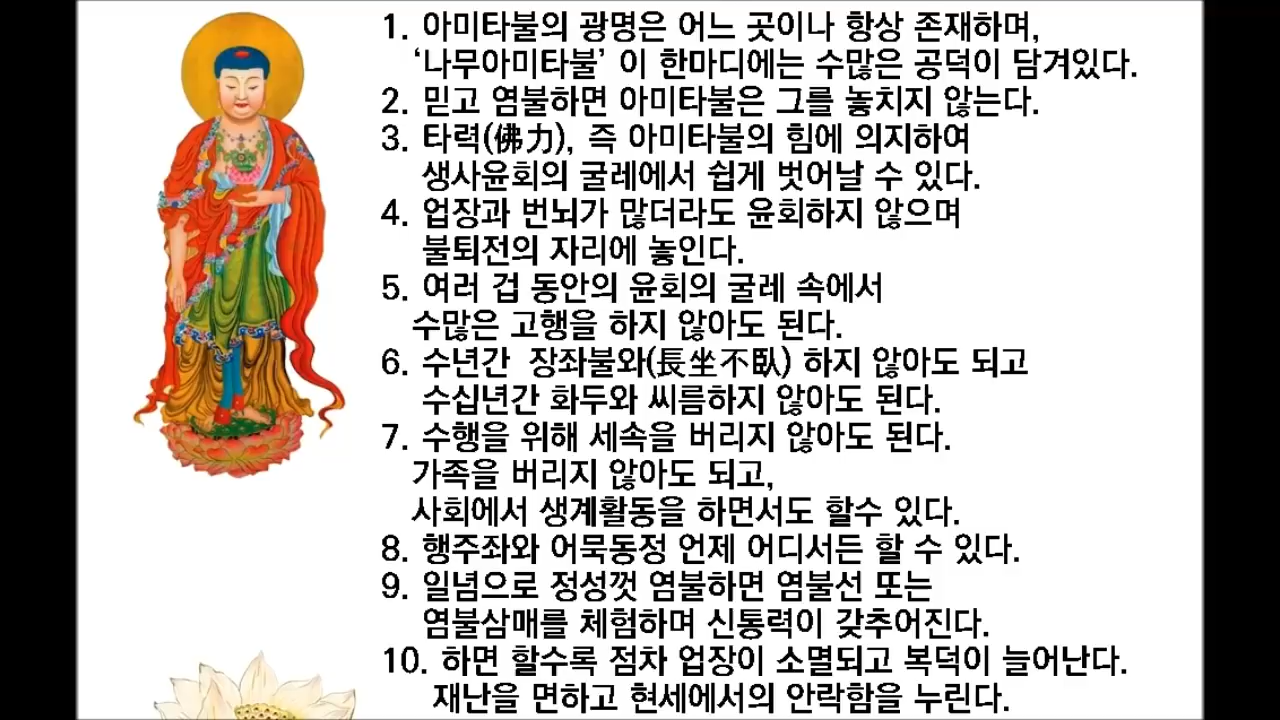 1. 아미타불의 광명은 어느 곳이나 항상 존재하며,
‘나무아미타불’ 이 한마디에는 수많은 공덕이 담겨있다.
2. 믿고 염불하면 아미타불은 그를 놓치지 않는다.
3. 타력(佛力), 즉 아미타불의 힘에 의지하여
생사윤회의 굴레에서 쉽게 벗어날 수 있다.
4. 업장과 번뇌가 많더라도 윤회하지 않으며
불퇴전의 자리에 놓인다.
5. 여러 겁 동안의 윤회의 굴레 속에서
수많은 고행을 하지 않아도 된다.
6. 수년간 장좌불와(長坐不臥) 하지 않아도 되고
수십년간 화두와 씨름하지 않아도 된다.
7. 수행을 위해 세속을 버리지 않아도 된다.
가족을 버리지 않아도 되고,
사회에서 생계활동을 하면서도 할수 있다.
8. 행주좌와 어묵동정 언제 어디서든 할 수 있다.
9. 일념으로 정성껏 염불하면 염불선 또는
염불삼매를 체험하며 신통력이 갖추어진다.
10. 하면 할수록 점차 업장이 소멸되고 복덕이 늘어난다.
재난을 면하고 현세에서의 안락함을 누린다.